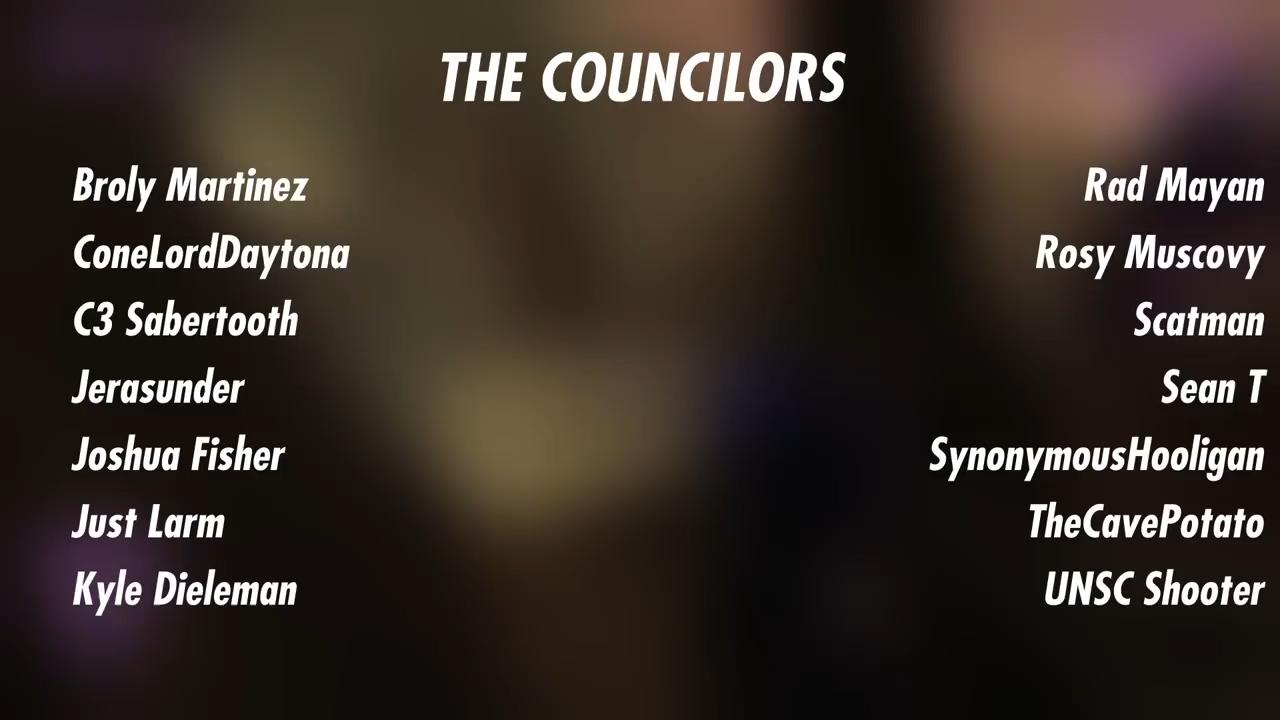 THE COUNCILORS
Broly Martinez
ConeLordDaytona
C3 Sabertooth
Jerasunder
Joshua Fisher
Just Larm
Kyle Dieleman
Rad Mayan
Rosy Muscovy
Scatman
Sean T
SynonymousHooligan
TheCavePotato
UNSC Shooter